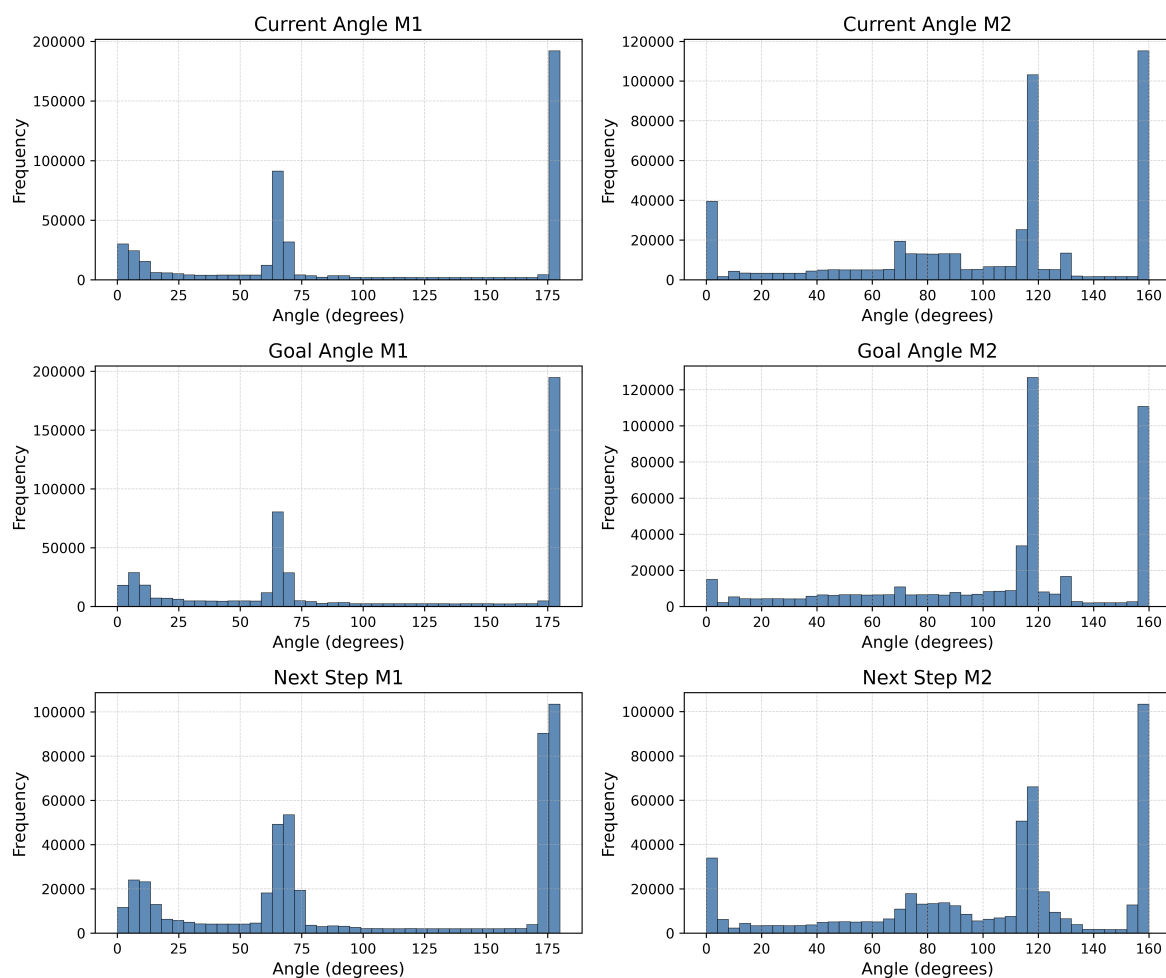 Current Angle M1
Frequency
200000
150000
100000
50000
0
0 25 50 75 100 125 150 175
Angle (degrees)
Current Angle M2
Frequency
120000
100000
80000
60000
40000
20000
0
0 20 40 60 80 100 120 140 160
Angle (degrees)
Goal Angle M1
Frequency
200000
150000
100000
50000
0
0 25 50 75 100 125 150 175
Angle (degrees)
Goal Angle M2
Frequency
120000
100000
80000
60000
40000
20000
0
0 20 40 60 80 100 120 140 160
Angle (degrees)
Next Step M1
Frequency
100000
80000
60000
40000
20000
0
0 25 50 75 100 125 150 175
Angle (degrees)
Next Step M2
Frequency
100000
80000
60000
40000
20000
0
0 20 40 60 80 100 120 140 160
Angle (degrees)